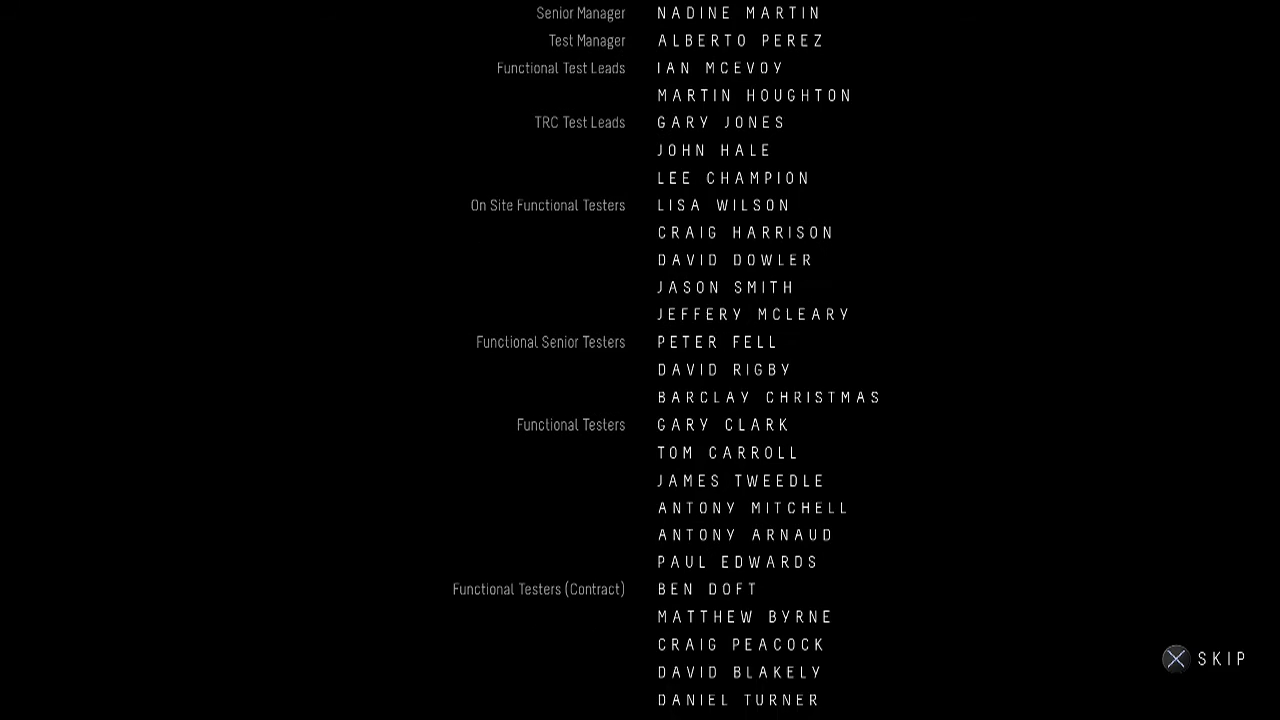 Senior Manager NADINE MARTIN
Test Manager ALBERTO PEREZ
Functional Test Leads IAN MCEVOY
MARTIN HOUGHTON
TRC Test Leads GARY JONES
JOHN HALE
LEE CHAMPION
On Site Functional Testers LISA WILSON
CRAIG HARRISON
DAVID DOWLER
JASON SMITH
JEFFERY MCLEARY
Functional Senior Testers PETER FELL
DAVID RIGBY
BARCLAY CHRISTMAS
Functional Testers GARY CLARK
TOM CARROLL
JAMES TWEEDLE
ANTONY MITCHELL
ANTONY ARNAUD
PAUL EDWARDS
Functional Testers (Contract) BEN DOFT
MATTHEW BYRNE
CRAIG PEACOCK
DAVID BLAKELY
DANIEL TURNER
SKIP